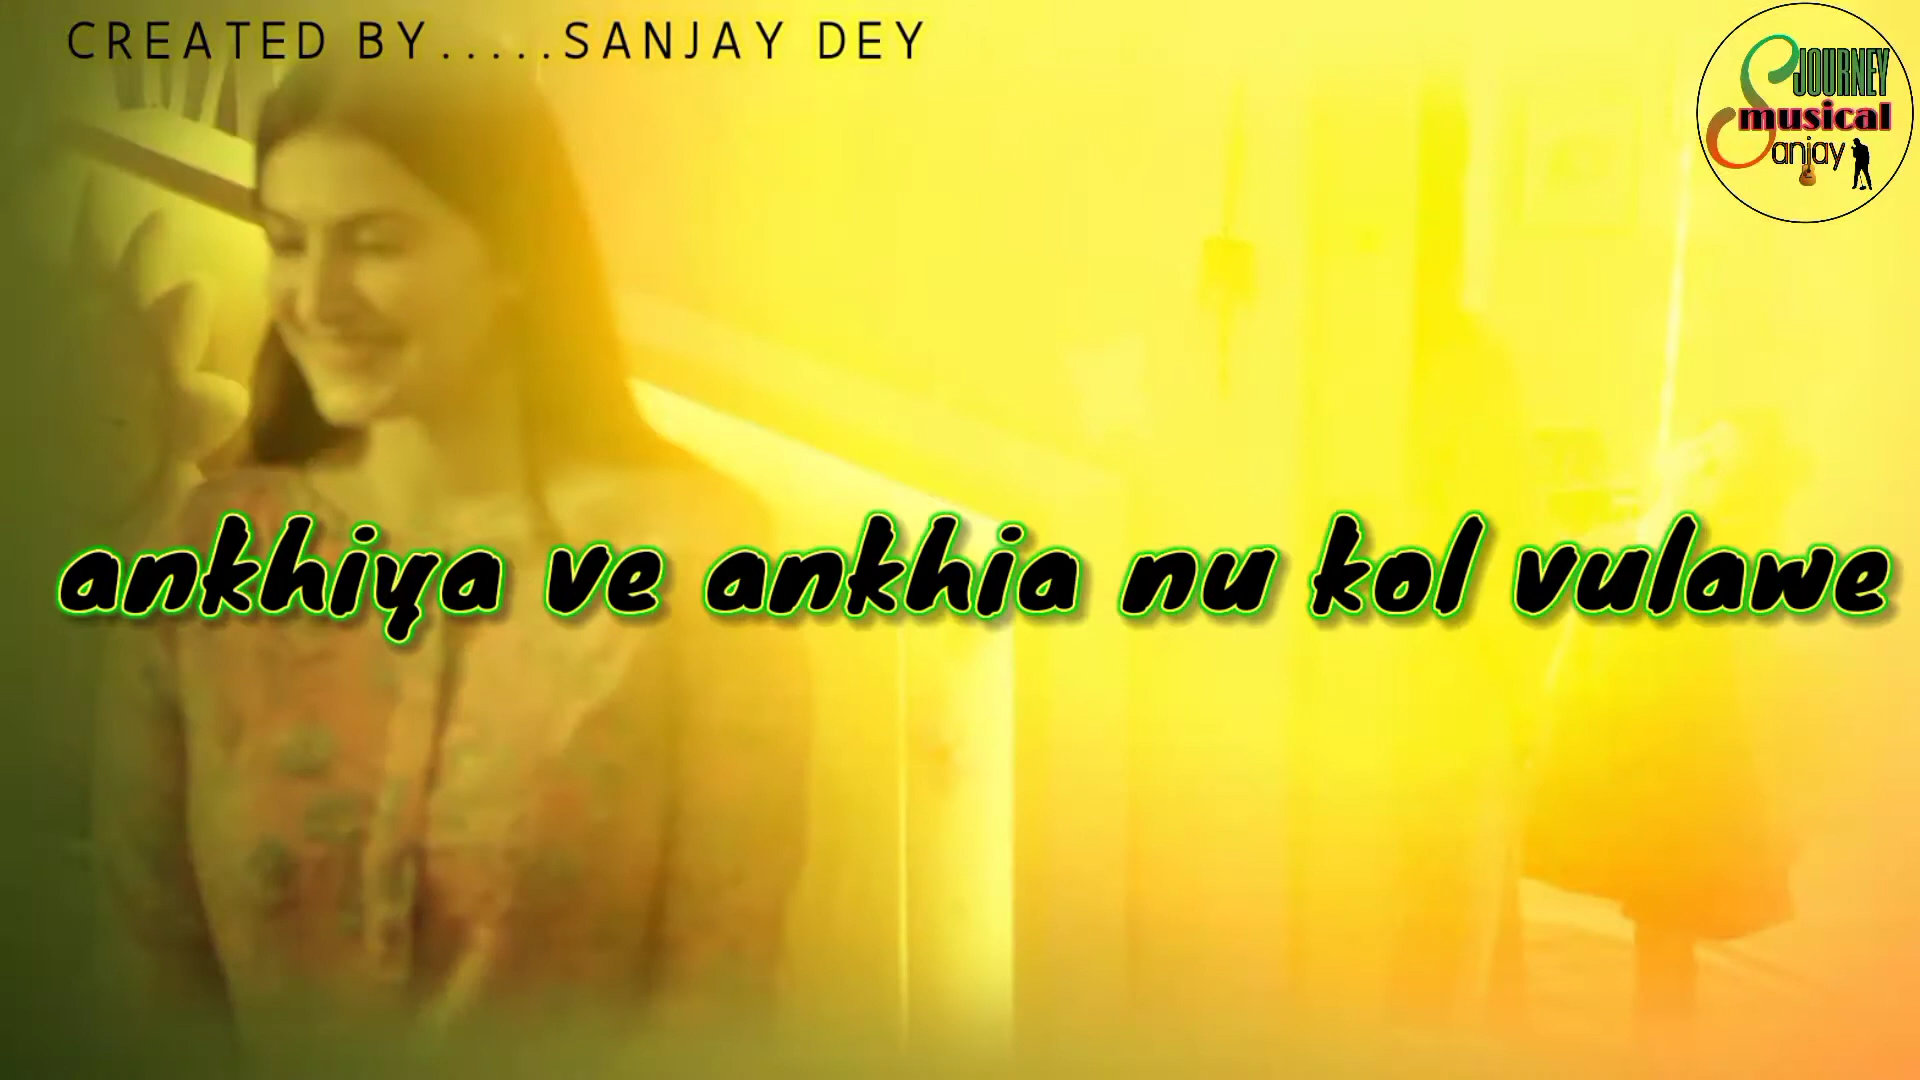 CREATED BY.....SANJAY DEY
JOURNEY
musical
Sanjay
ankhiya ve ankhia nu kol vulawe